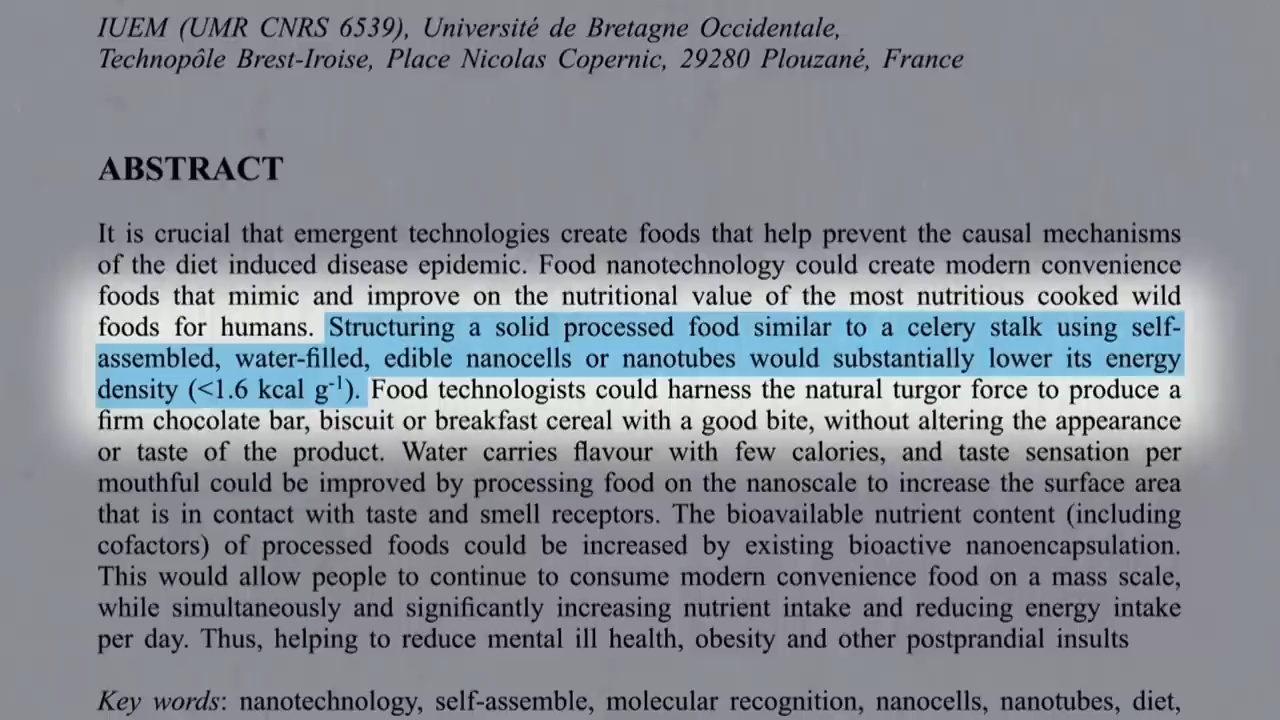 IUEM (UMR CNRS 6539), Université de Bretagne Occidentale,
Technopôle Brest-Iroise, Place Nicolas Copernic, 29280 Plouzané, France
ABSTRACT
It is crucial that emergent technologies create foods that help prevent the causal mechanisms
of the diet induced disease epidemic. Food nanotechnology could create modern convenience
foods that mimic and improve on the nutritional value of the most nutritious cooked wild
foods for humans. Structuring a solid processed food similar to a celery stalk using self-
assembled, water-filled, edible nanocells or nanotubes would substantially lower its energy
density (<1.6 kcal g⁻¹). Food technologists could harness the natural turgor force to produce a
firm chocolate bar, biscuit or breakfast cereal with a good bite, without altering the appearance
or taste of the product. Water carries flavour with few calories, and taste sensation per
mouthful could be improved by processing food on the nanoscale to increase the surface area
that is in contact with taste and smell receptors. The bioavailable nutrient content (including
cofactors) of processed foods could be increased by existing bioactive nanoencapsulation.
This would allow people to continue to consume modern convenience food on a mass scale,
while simultaneously and significantly increasing nutrient intake and reducing energy intake
per day. Thus, helping to reduce mental ill health, obesity and other postprandial insults
Key words: nanotechnology, self-assemble, molecular recognition, nanocells, nanotubes, diet,